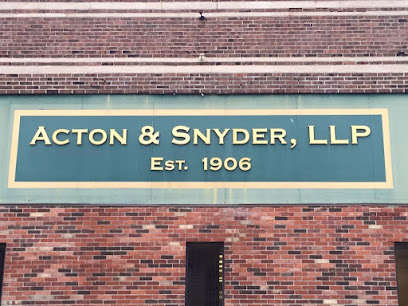 ACTON & SNYDER, LLP
EST. 1906